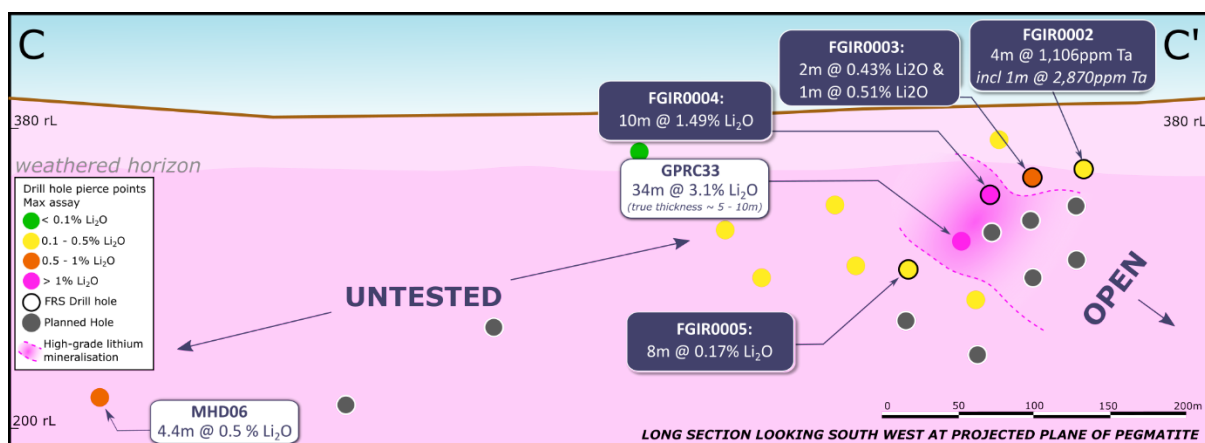 C
C'
FGIR0002
4m @ 1,106ppm Ta
incl 1m @ 2,870ppm Ta
FGIR0003:
2m @ 0.43% Li2O &
1m @ 0.51% Li2O
FGIR0004:
10m @ 1.49% Li₂O
380 rL
380 rL
weathered horizon
GPRC33
34m @ 3.1% Li₂O
(true thickness ~ 5 - 10m)
Drill hole pierce points
Max assay
< 0.1% Li₂O
0.1 - 0.5% Li₂O
0.5 - 1% Li₂O
> 1% Li₂O
FRS Drill hole
Planned Hole
High-grade lithium
mineralisation
UNTESTED
OPEN
FGIR0005:
8m @ 0.17% Li₂O
MHD06
4.4m @ 0.5 % Li₂O
200 rL
0 50 100 150 200m
LONG SECTION LOOKING SOUTH WEST AT PROJECTED PLANE OF PEGMATITE